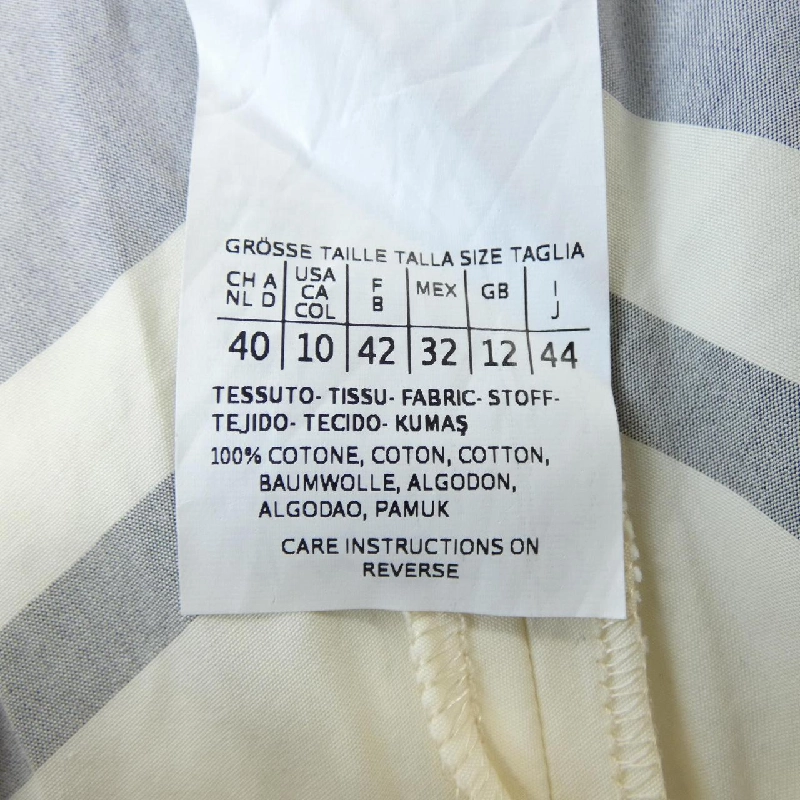 GRÖSSE TAILLE TALLA SIZE TAGLIA
CH A NL D | USA CA COL | F B | MEX | GB | I J
40 | 10 | 42 | 32 | 12 | 44
TESSUTO- TISSU- FABRIC- STOFF-
TEJIDO- TECIDO- KUMAŞ
100% COTONE, COTON, COTTON,
BAUMWOLLE, ALGODON,
ALGODAO, PAMUK
CARE INSTRUCTIONS ON
REVERSE